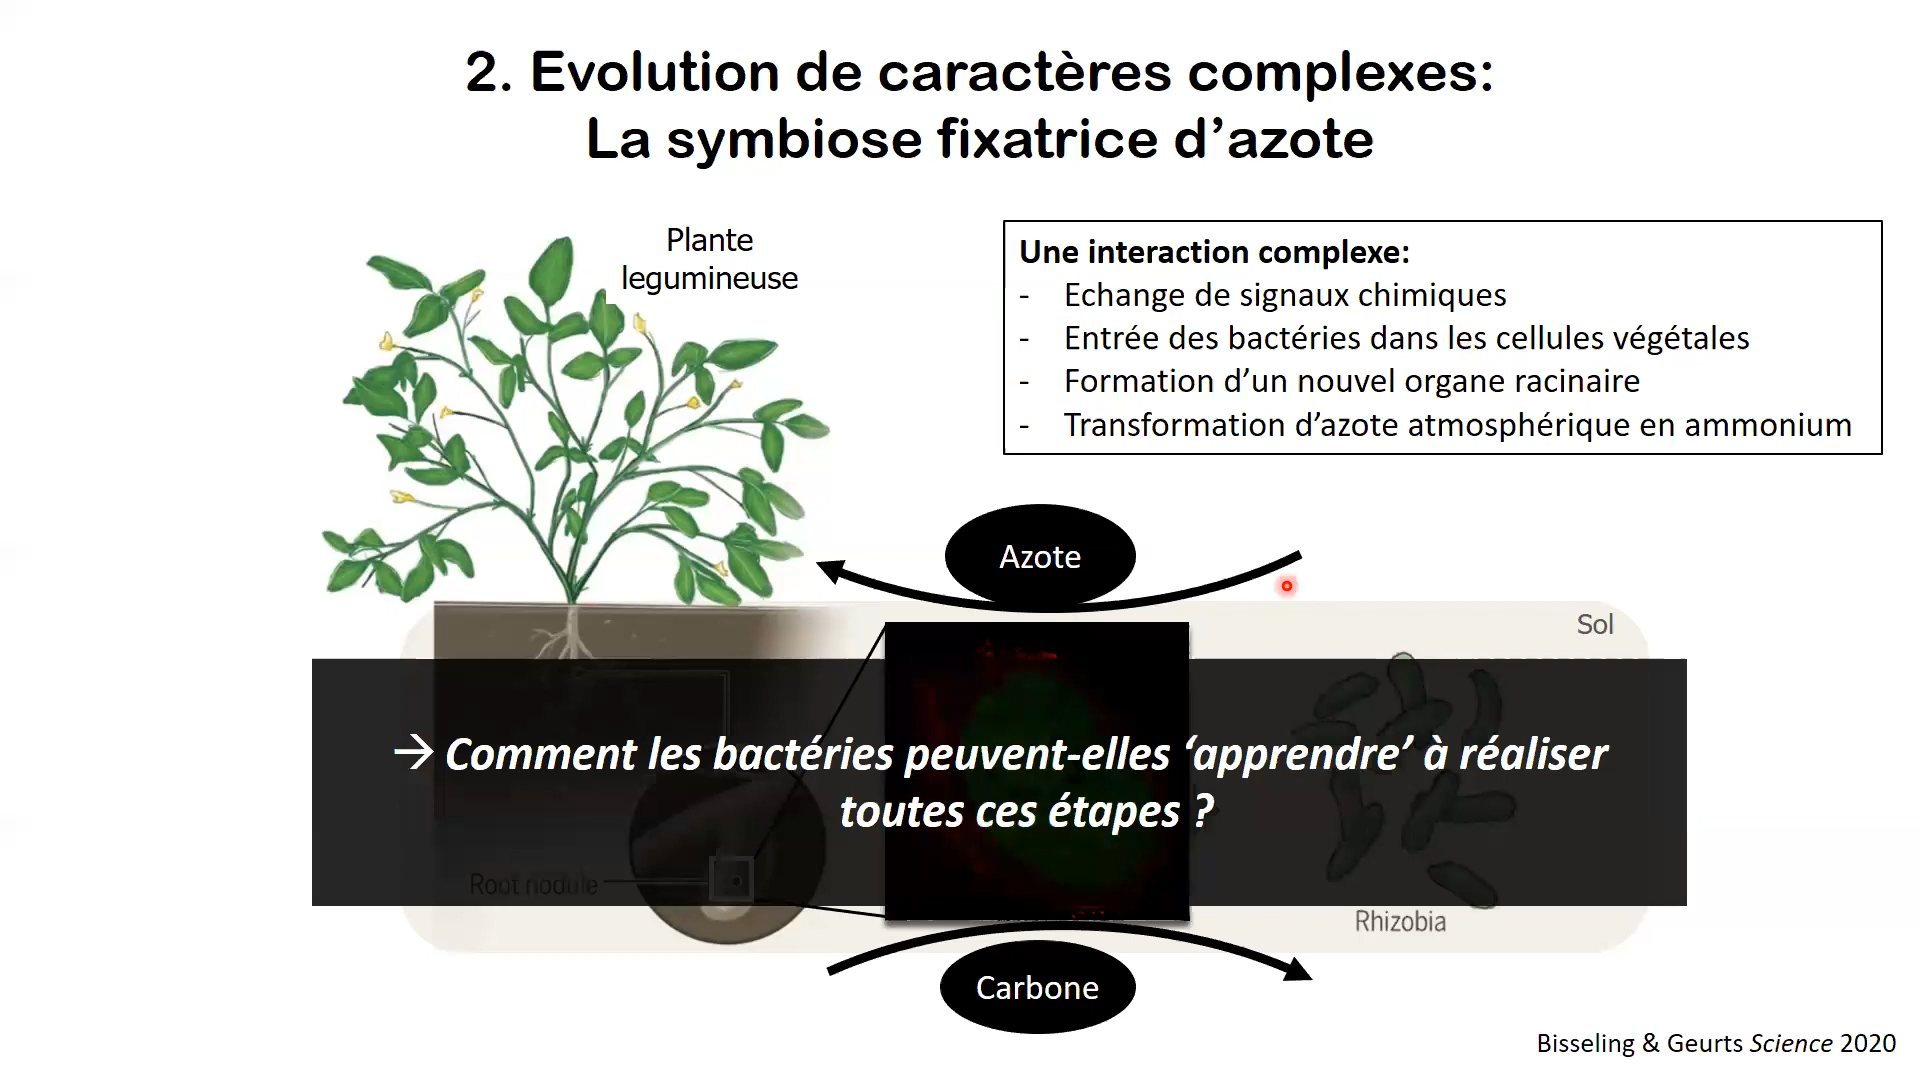 2. Evolution de caractères complexes:
La symbiose fixatrice d’azote
Plante
legumineuse
Une interaction complexe:
- Echange de signaux chimiques
- Entrée des bactéries dans les cellules végétales
- Formation d’un nouvel organe racinaire
- Transformation d’azote atmosphérique en ammonium
Azote
Sol
→ Comment les bactéries peuvent-elles ‘apprendre’ à réaliser
toutes ces étapes ?
Root nodule
Rhizobia
Carbone
Bisseling & Geurts Science 2020